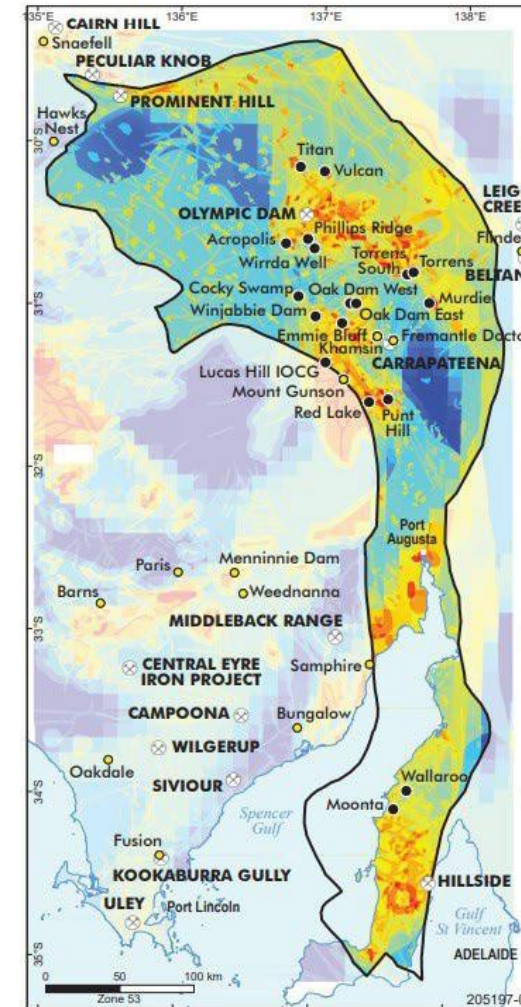 135°E
136°E
137°E
138°E
CAIRN HILL
Snaefell
PECULIAR KNOB
PROMINENT HILL
Hawks
Nest
30°S
Titan
Vulcan
LEIG
CREE
OLYMPIC DAM
Phillips Ridge
Flinde
Acropolis
Wirrda Well
Torrens
South
Torrens
BELTAN
Cocky Swamp
Oak Dam West
Murdie
31°S
Winjabbie Dam
Oak Dam East
Emmie Bluff
Fremantle Docto
Khamsin
CARRAPATEENA
Lucas Hill IOCG
Mount Gunson
Red Lake
Punt
Hill
32°S
Port
Augusta
Paris
Menninnie Dam
Barns
Weednanna
33°S
MIDDLEBACK RANGE
CENTRAL EYRE
IRON PROJECT
Samphire
CAMPOONA
Bungalow
WILGERUP
Oakdale
SIVIOUR
34°S
Wallaroo
Moonta
Spencer
Gulf
Fusion
KOOKABURRA GULLY
HILLSIDE
ULEY
Port Lincoln
Gulf
St Vincent
35°S
ADELAIDE
0 50 100 km
Zone 53
205197-